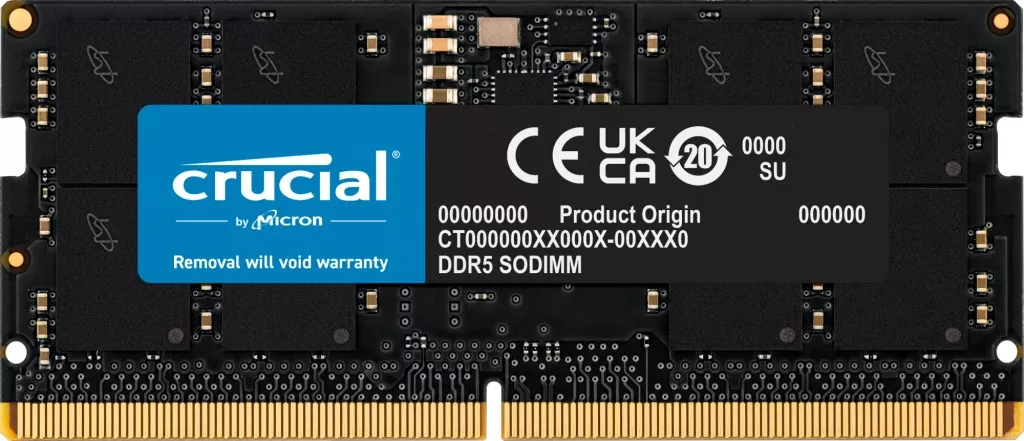 crucial®
by Micron
Removal will void warranty
CE UK CA 20 0000
SU
00000000 Product Origin 000000
CT000000XX000X-00XXX0
DDR5 SODIMM